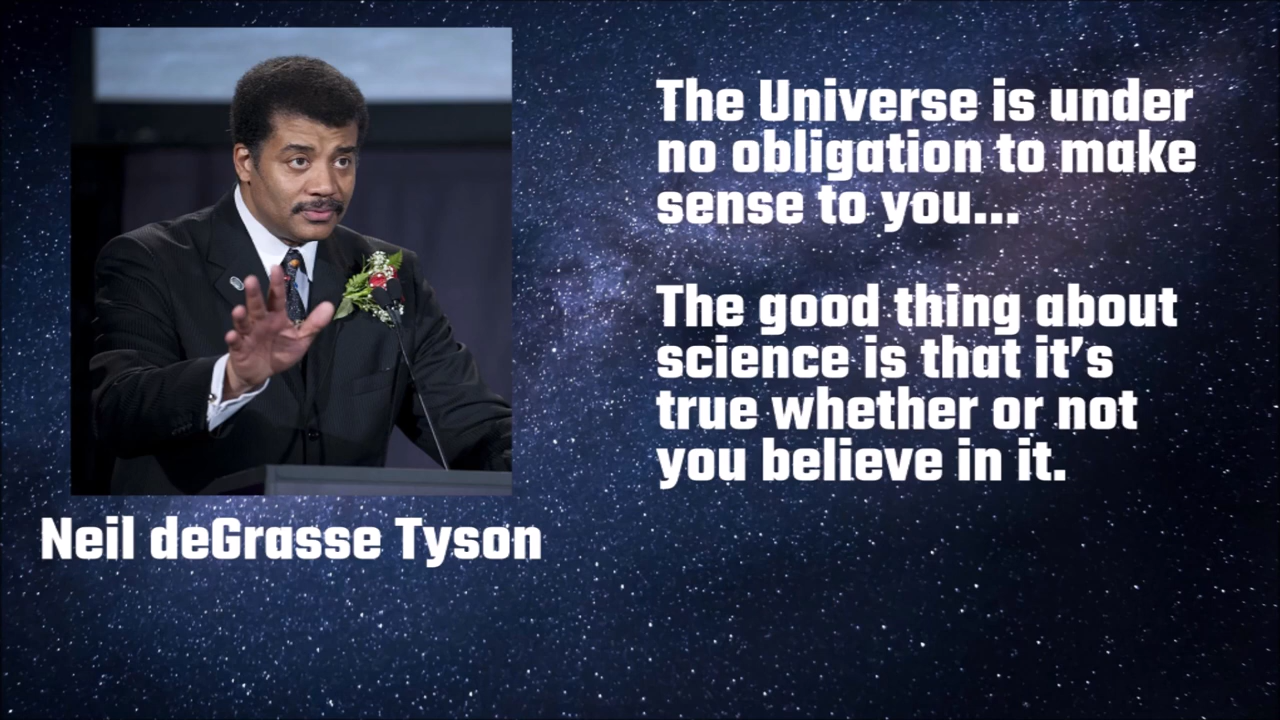 The Universe is under
no obligation to make
sense to you...
The good thing about
science is that it's
true whether or not
you believe in it.
Neil deGrasse Tyson